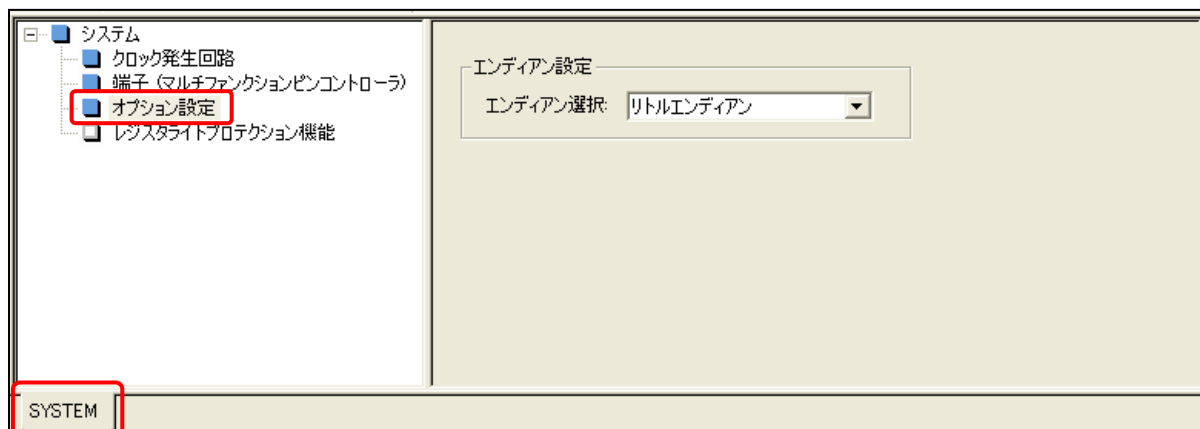 システム
クロック発生回路
端子（マルチファンクションピンコントローラ）
オプション設定
レジスタライトプロテクション機能
エンディアン設定
エンディアン選択: リトルエンディアン
SYSTEM